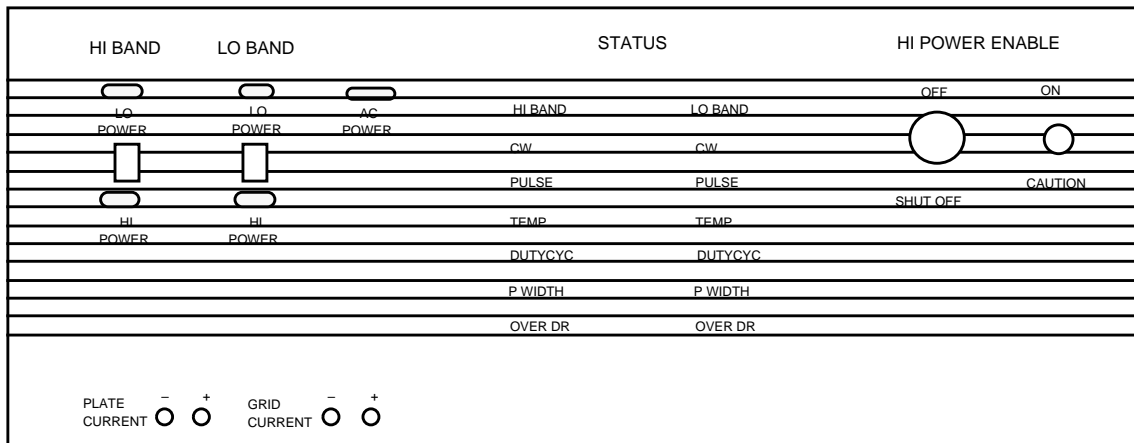 HI BAND LO BAND STATUS HI POWER ENABLE
OFF ON
LO POWER LO POWER AC POWER
HI BAND LO BAND
CW CW
PULSE PULSE CAUTION
SHUT OFF
HI POWER HI POWER
TEMP TEMP
DUTYCYC DUTYCYC
P WIDTH P WIDTH
OVER DR OVER DR
PLATE CURRENT – + GRID CURRENT – +